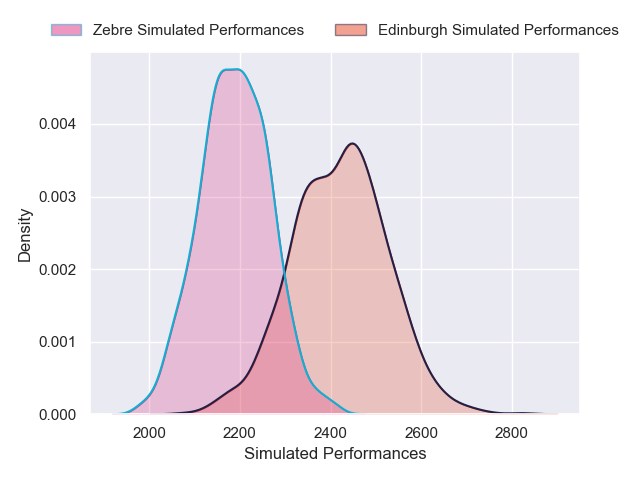 Zebre Simulated Performances Edinburgh Simulated Performances
0.004
0.003
0.002
0.001
0.000
Density
2000 2200 2400 2600 2800
Simulated Performances